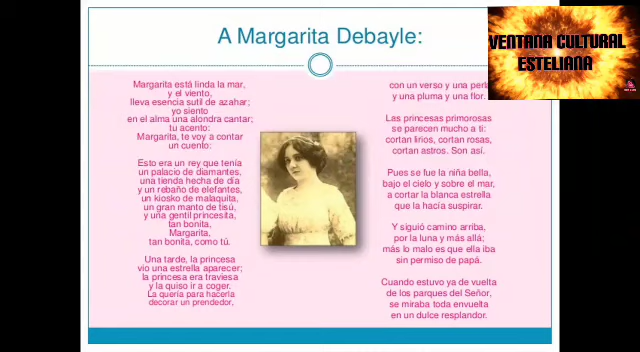 A Margarita Debayle:
VENTANA CULTURAL
ESTELIANA
Margarita está linda la mar,
y el viento,
lleva esencia sutil de azahar;
yo siento
en el alma una alondra cantar;
tu acento:
Margarita, te voy a contar
un cuento:
Esto era un rey que tenía
un palacio de diamantes,
una tienda hecha de día
y un rebaño de elefantes,
un kiosko de malaquita,
un gran manto de tisú,
y una gentil princesita,
tan bonita,
Margarita,
tan bonita, como tú.
Una tarde, la princesa
vio una estrella aparecer;
la princesa era traviesa
y la quiso ir a coger.
La quería para hacerla
decorar un prendedor,
con un verso y una perla
y una pluma y una flor.
Las princesas primorosas
se parecen mucho a ti:
cortan lirios, cortan rosas,
cortan astros. Son así.
Pues se fue la niña bella,
bajo el cielo y sobre el mar,
a cortar la blanca estrella
que la hacía suspirar.
Y siguió camino arriba,
por la luna y más allá;
más lo malo es que ella iba
sin permiso de papá.
Cuando estuvo ya de vuelta
de los parques del Señor,
se miraba toda envuelta
en un dulce resplandor.